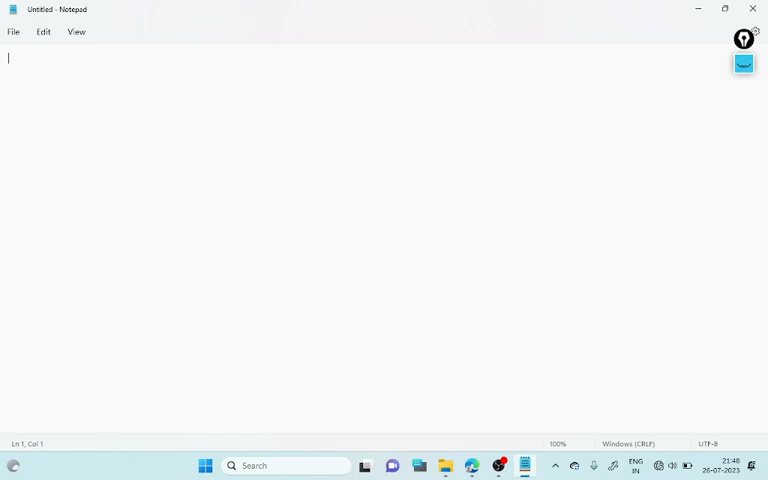 Untitled - Notepad
File Edit View
Ln 1, Col 1 100% Windows (CRLF) UTF-8
Search
ENG
IN
21:48
26-07-2023